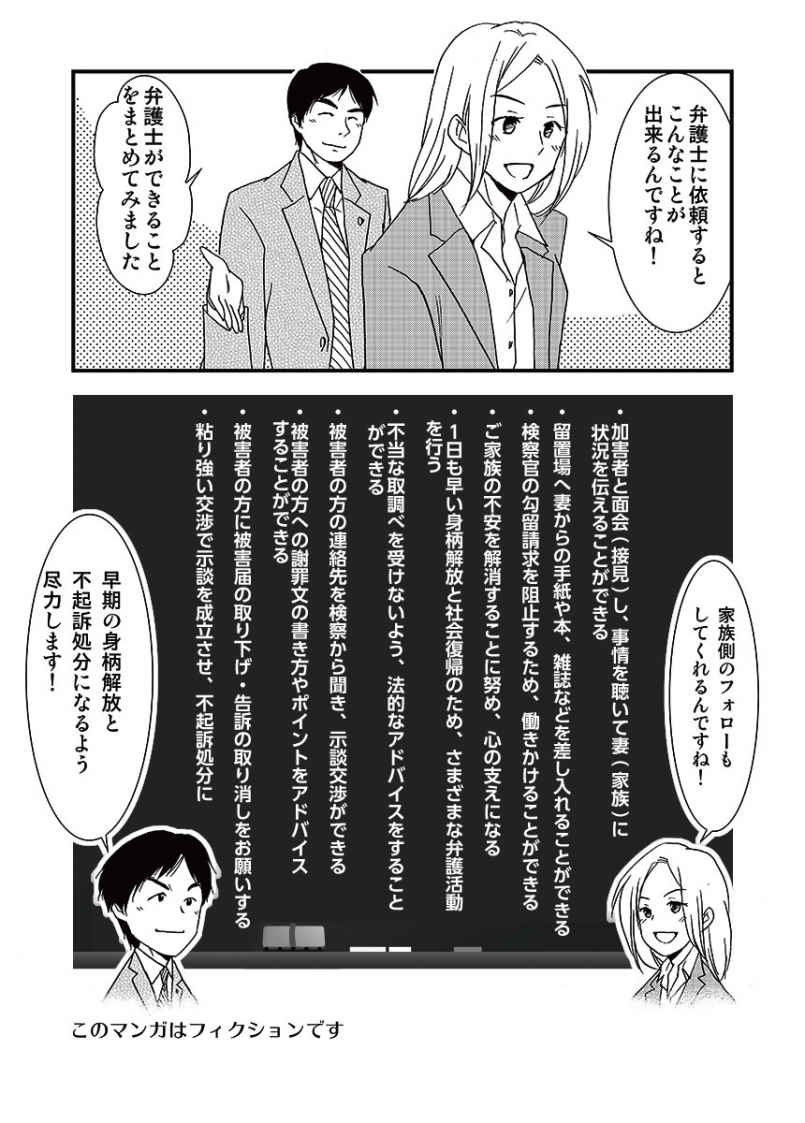 弁護士に依頼すると
こんなことが
出来るんですね！
弁護士ができること
をまとめてみました
・加害者と面会（接見）し、事情を聴いて妻（家族）に
状況を伝えることができる
・留置場へ妻からの手紙や本、雑誌などを差し入れることができる
・検察官の勾留請求を阻止するため、働きかけることができる
・ご家族の不安を解消することに努め、心の支えになる
・１日も早い身柄解放と社会復帰のため、さまざまな弁護活動
を行う
・不当な取調べを受けないよう、法的なアドバイスをすること
ができる
・被害者の方の連絡先を検察から聞き、示談交渉ができる
・被害者の方への謝罪文の書き方やポイントをアドバイス
することができる
・被害者の方に被害届の取り下げ・告訴の取り消しをお願いする
・粘り強い交渉で示談を成立させ、不起訴処分に
家族側のフォローも
してくれるんですね！
早期の身柄解放と
不起訴処分になるよう
尽力します！
このマンガはフィクションです